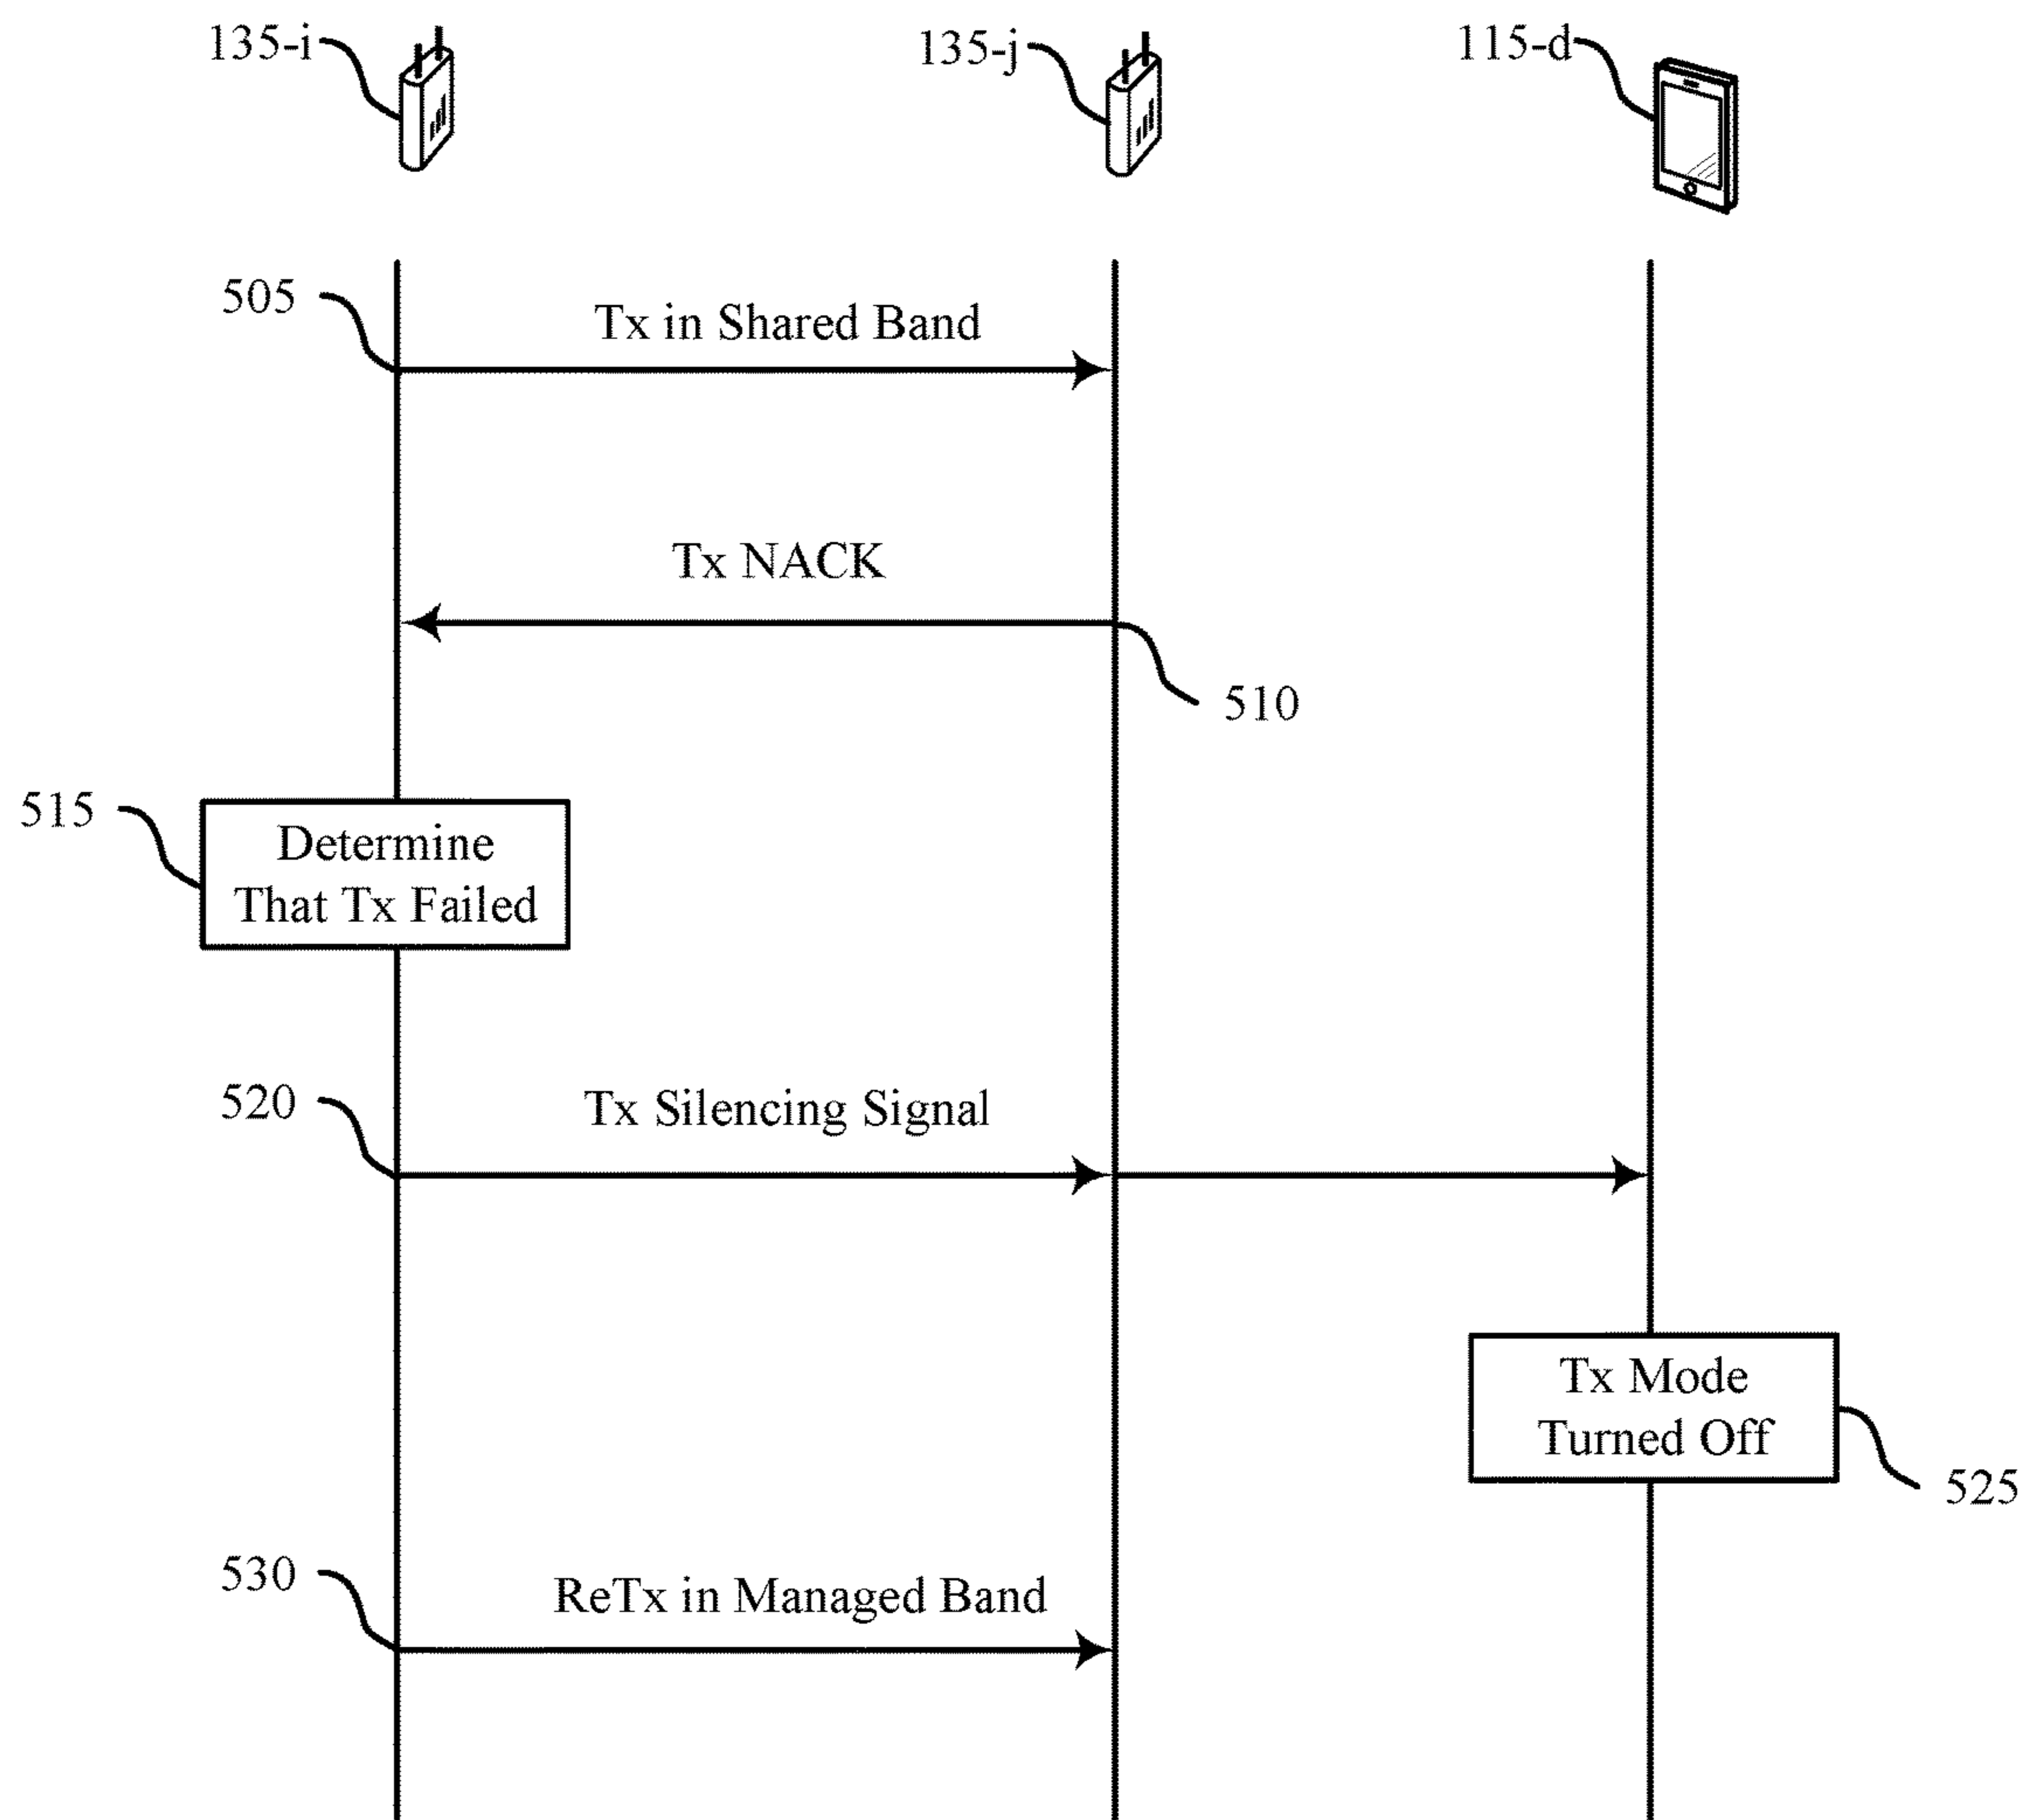 135-i
135-j
115-d
505
Tx in Shared Band
Tx NACK
510
515
Determine
That Tx Failed
520
Tx Silencing Signal
Tx Mode
Turned Off
525
530
ReTx in Managed Band